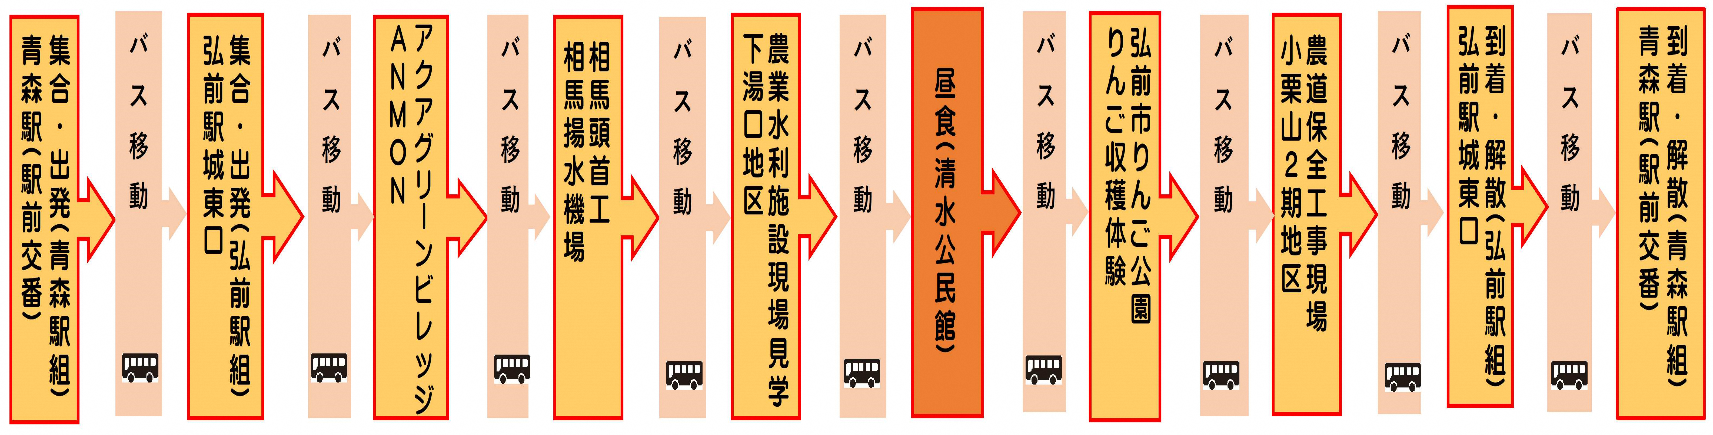 集合・出発(青森駅組)
青森駅(駅前交番)
バス移動
集合・出発(弘前駅組)
弘前駅城東口
バス移動
アクアグリーンビレッジ
ANMON
バス移動
相馬頭首工
相馬揚水機場
バス移動
農業水利施設現場見学
下湯口地区
バス移動
昼食(清水公民館)
バス移動
弘前市りんご公園
りんご収穫体験
バス移動
農道保全工事現場
小栗山2期地区
バス移動
到着・解散(弘前駅組)
弘前駅城東口
バス移動
到着・解散(青森駅組)
青森駅(駅前交番)